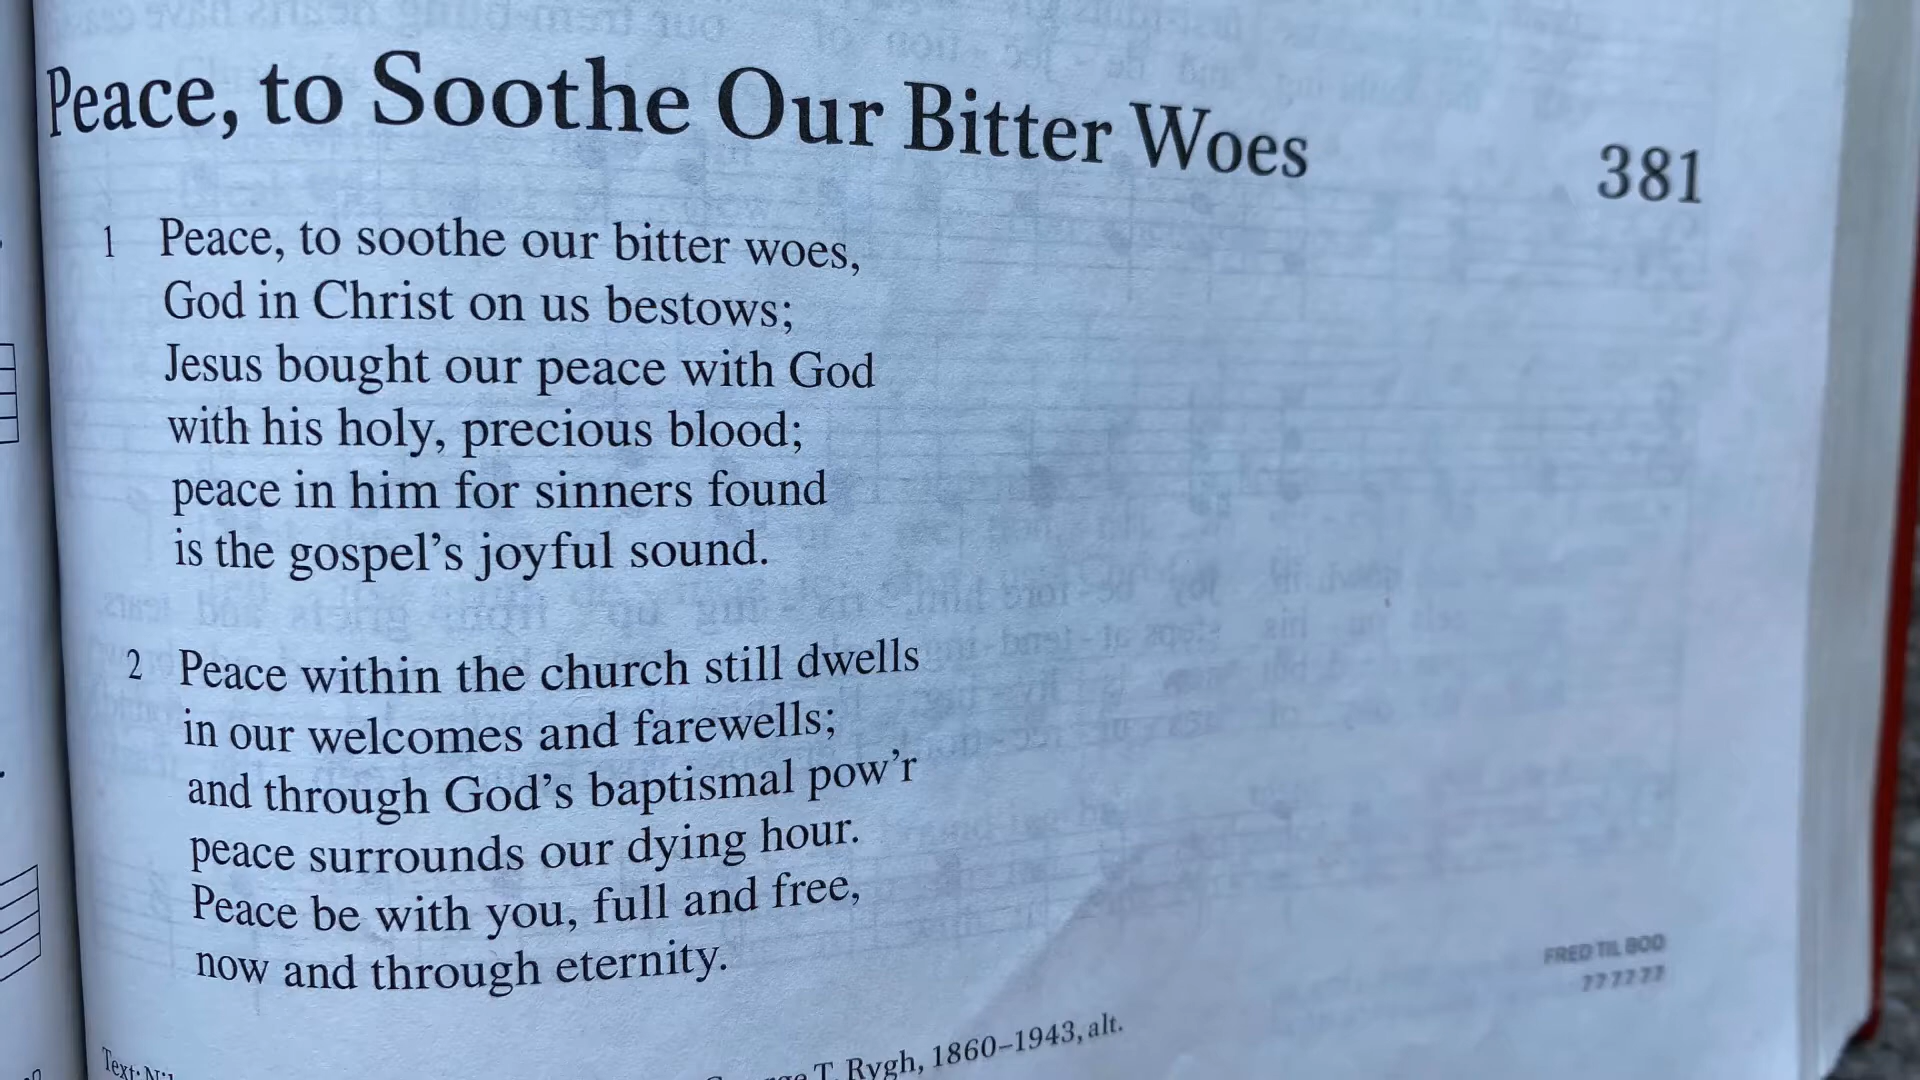 Peace, to Soothe Our Bitter Woes
381
1 Peace, to soothe our bitter woes,
God in Christ on us bestows;
Jesus bought our peace with God
with his holy, precious blood;
peace in him for sinners found
is the gospel's joyful sound.
2 Peace within the church still dwells
in our welcomes and farewells;
and through God's baptismal pow'r
peace surrounds our dying hour.
Peace be with you, full and free,
now and through eternity.
FRED TIL BOD
77 77 77
Text: T. Rygh, 1860–1943, alt.